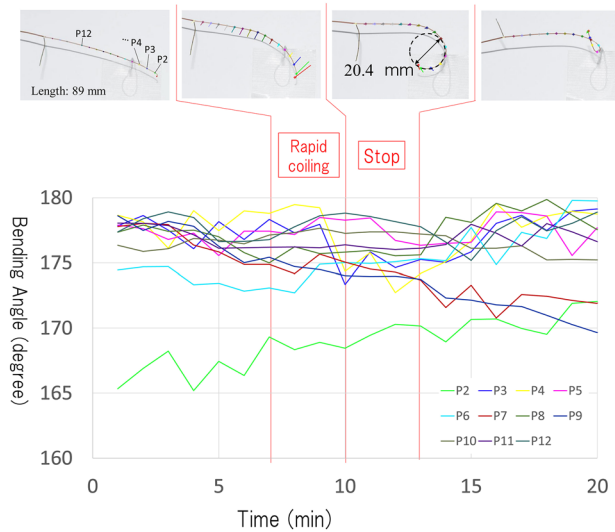 P12
...
P4
P3
P2
Length: 89 mm
20.4 mm
Rapid
coiling
Stop
Bending Angle (degree)
180
175
170
165
160
0 5 10 15 20
Time (min)
P2 P3 P4 P5
P6 P7 P8 P9
P10 P11 P12